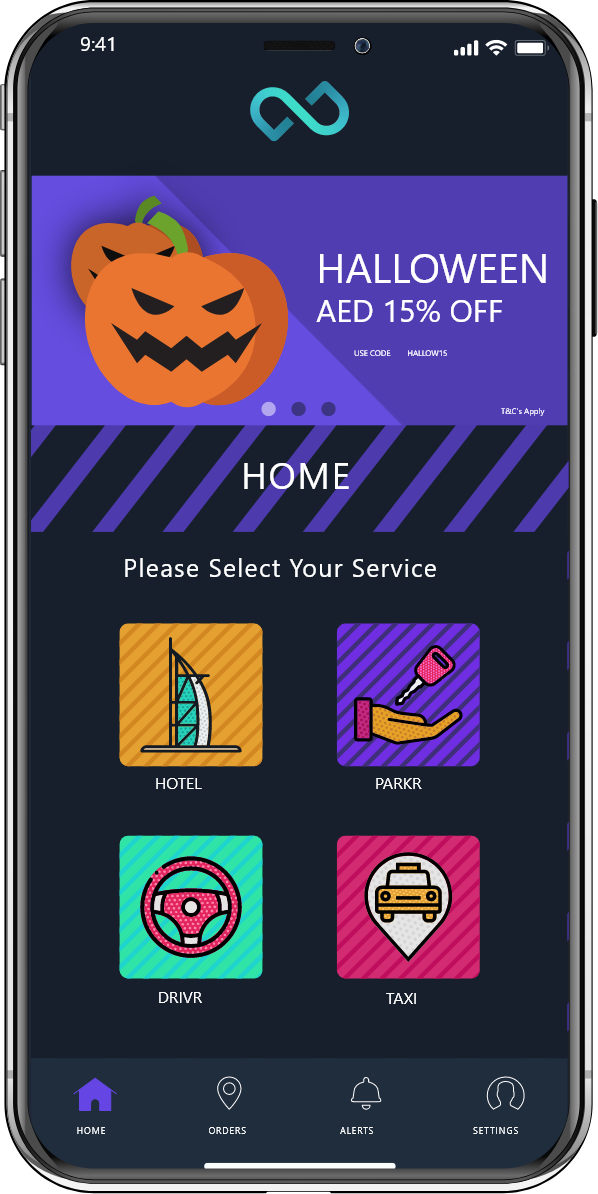 9:41
HALLOWEEN
AED 15% OFF
USE CODE HALLOW15
T&C's Apply
HOME
Please Select Your Service
HOTEL PARKR
DRIVR TAXI
HOME ORDERS ALERTS SETTINGS